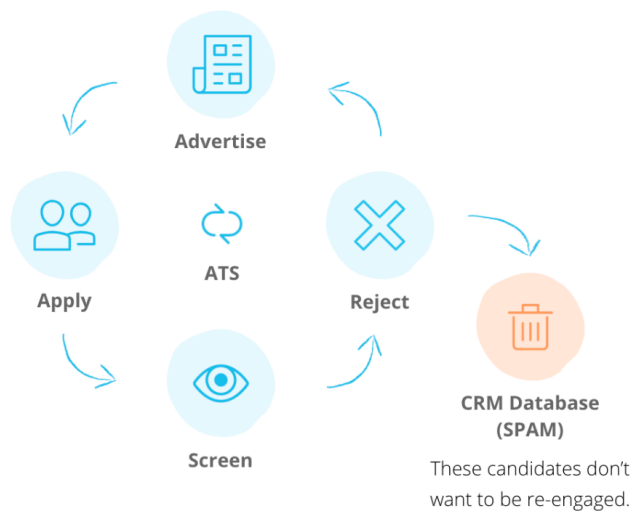 Advertise
Apply
ATS
Reject
Screen
CRM Database
(SPAM)
These candidates don’t
want to be re-engaged.